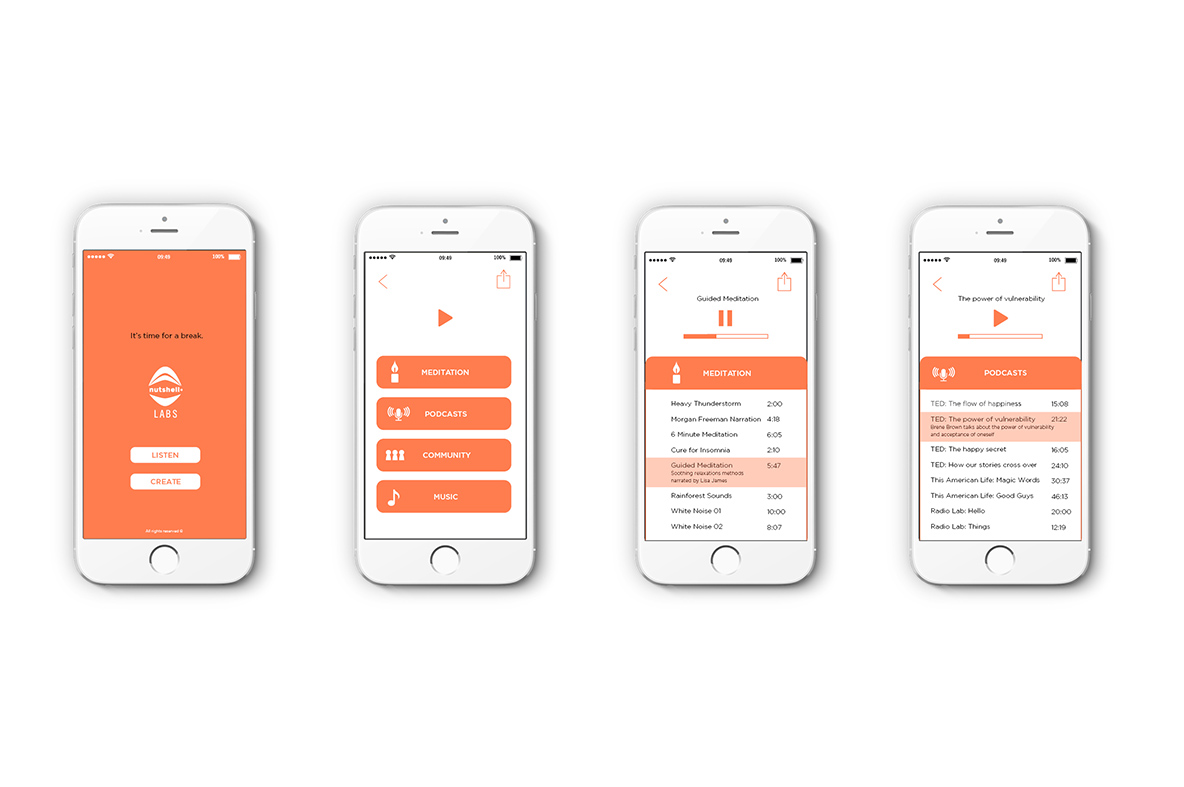 09:49
100%
It's time for a break.
nutshell
LABS
LISTEN
CREATE
All rights reserved ©
09:49
100%
MEDITATION
PODCASTS
COMMUNITY
MUSIC
09:49
100%
Guided Meditation
MEDITATION
Heavy Thunderstorm 2:00
Morgan Freeman Narration 4:18
6 Minute Meditation 6:05
Cure for Insomnia 2:10
Guided Meditation 5:47
Soothing relaxations methods
narrated by Lisa James
Rainforest Sounds 3:00
White Noise 01 10:00
White Noise 02 8:07
09:49
100%
The power of vulnerability
PODCASTS
TED: The flow of happiness 15:08
TED: The power of vulnerability 21:22
Brene Brown talks about the power of vulnerability
and acceptance of oneself
TED: The happy secret 16:05
TED: How our stories cross over 24:10
This American Life: Magic Words 30:37
This American Life: Good Guys 46:13
Radio Lab: Hello 20:00
Radio Lab: Things 12:19